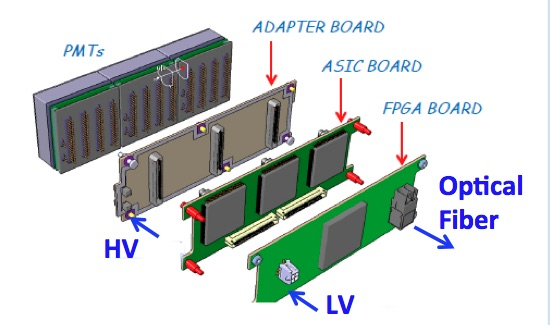 ADAPTER BOARD
PMTs
ASIC BOARD
FPGA BOARD
Optical
Fiber
HV
LV